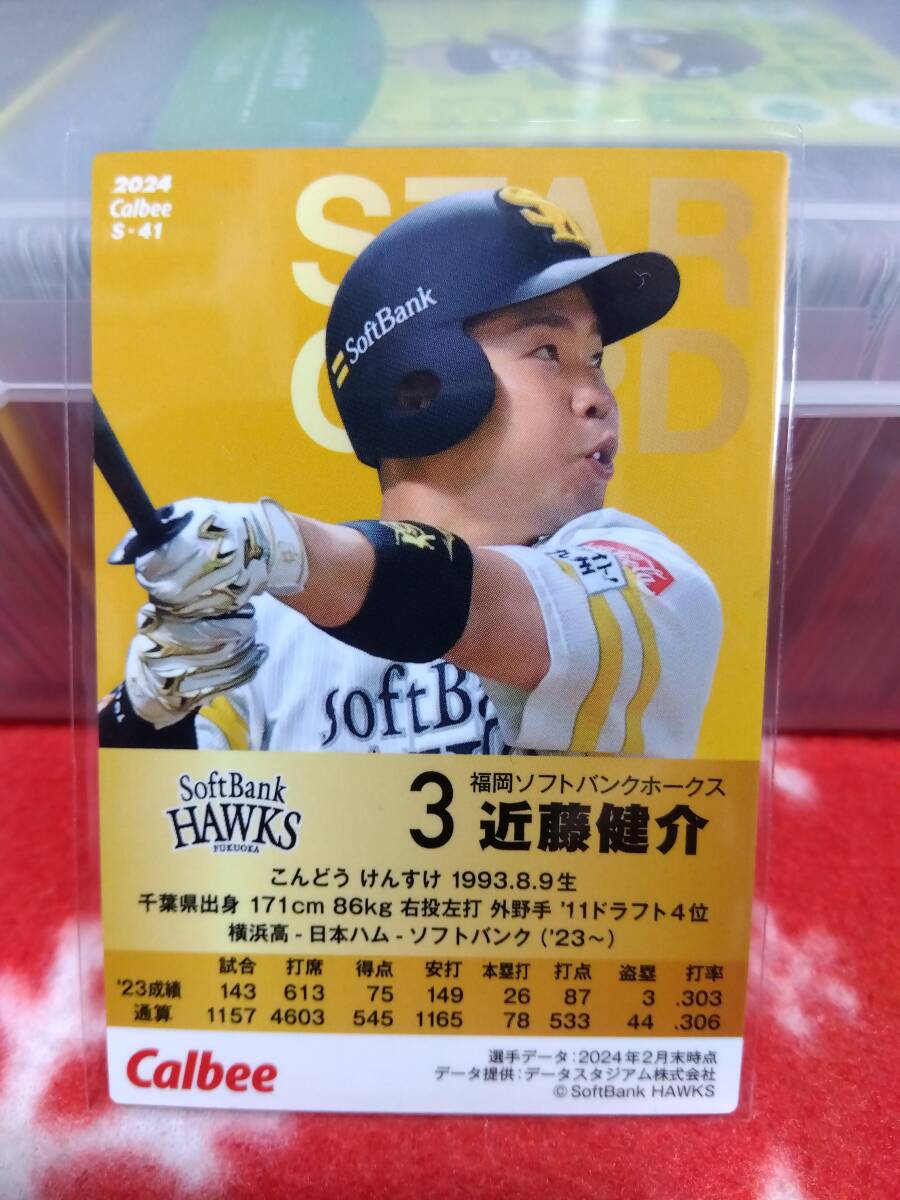 2024
Calbee
S-41
STAR
CARD
SoftBank
SoftBank
HAWKS
FUKUOKA
3
福岡ソフトバンクホークス
近藤健介
こんどう けんすけ 1993.8.9生
千葉県出身 171cm 86kg 右投左打 外野手 '11ドラフト4位
横浜高 - 日本ハム - ソフトバンク ('23～)
試合 打席 得点 安打 本塁打 打点 盗塁 打率
'23成績 143 613 75 149 26 87 3 .303
通算 1157 4603 545 1165 78 533 44 .306
Calbee
選手データ：2024年2月末時点
データ提供：データスタジアム株式会社
© SoftBank HAWKS